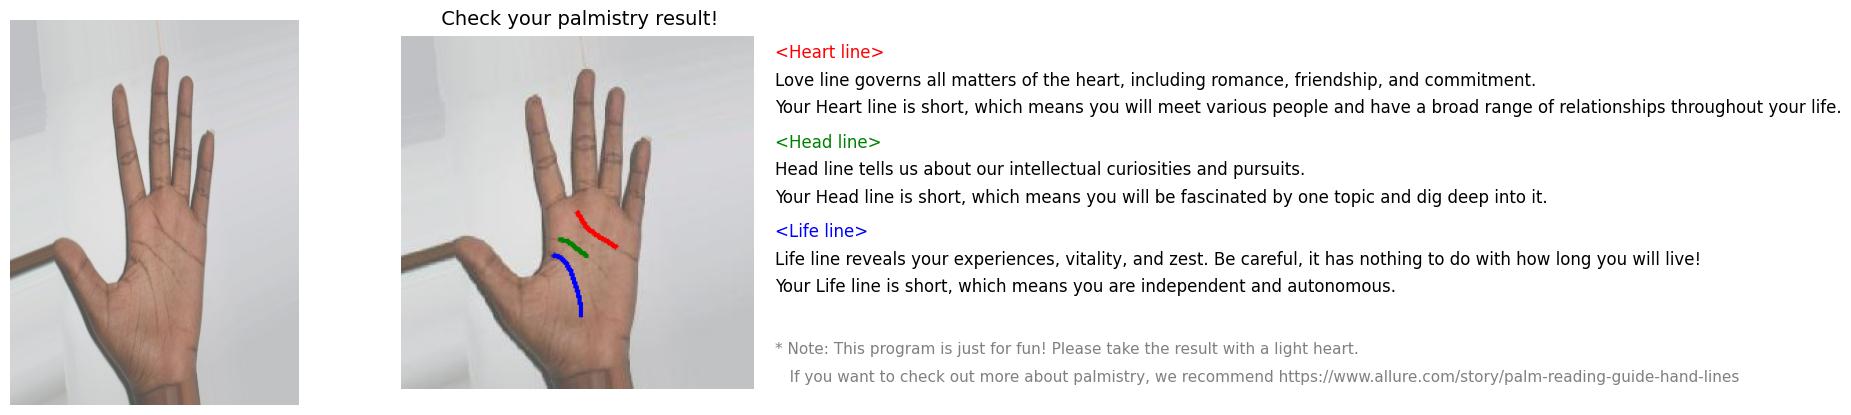 Check your palmistry result!
<Heart line>
Love line governs all matters of the heart, including romance, friendship, and commitment.
Your Heart line is short, which means you will meet various people and have a broad range of relationships throughout your life.
<Head line>
Head line tells us about our intellectual curiosities and pursuits.
Your Head line is short, which means you will be fascinated by one topic and dig deep into it.
<Life line>
Life line reveals your experiences, vitality, and zest. Be careful, it has nothing to do with how long you will live!
Your Life line is short, which means you are independent and autonomous.
* Note: This program is just for fun! Please take the result with a light heart.
If you want to check out more about palmistry, we recommend https://www.allure.com/story/palm-reading-guide-hand-lines